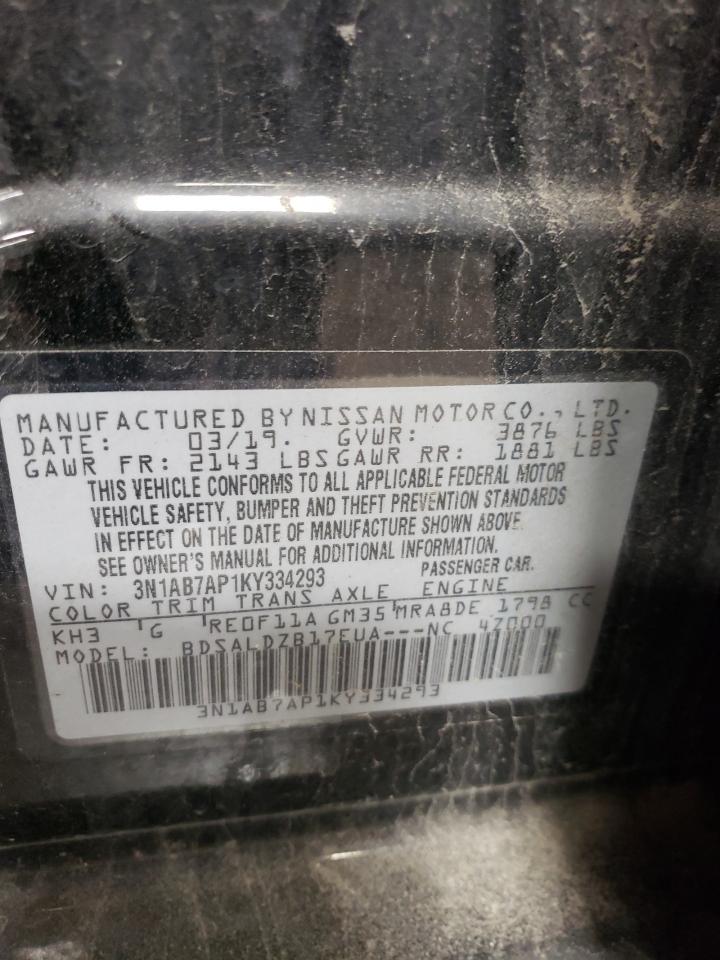 MANUFACTURED BY NISSAN MOTOR CO., LTD.
DATE: 03/19. GVWR: 3876 LBS
GAWR FR: 2143 LBS GAWR RR: 1881 LBS
THIS VEHICLE CONFORMS TO ALL APPLICABLE FEDERAL MOTOR
VEHICLE SAFETY, BUMPER AND THEFT PREVENTION STANDARDS
IN EFFECT ON THE DATE OF MANUFACTURE SHOWN ABOVE.
SEE OWNER'S MANUAL FOR ADDITIONAL INFORMATION.
VIN: 3N1AB7AP1KY334293 PASSENGER CAR.
COLOR TRIM TRANS AXLE ENGINE
KH3 G RE0F11A GM35 MRA8DE 1798 CC
MODEL: BDSALDZB17EUA---NC 47000
3N1AB7AP1KY334293